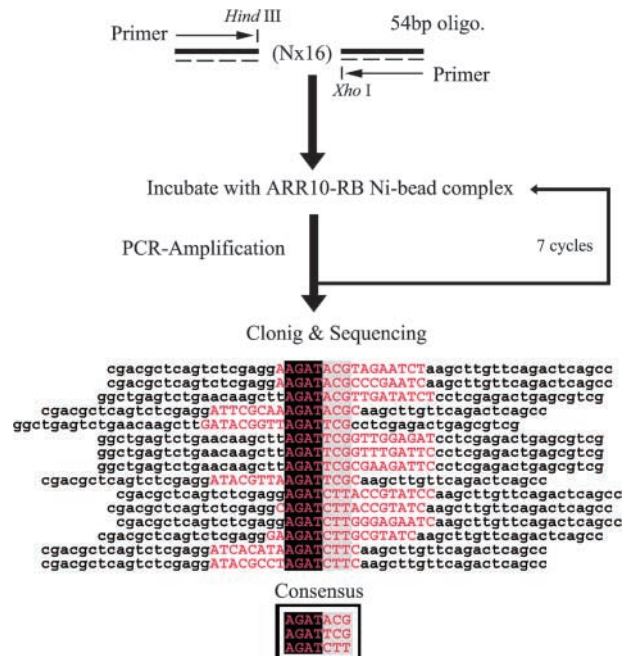 Hind III
54bp oligo.
Primer
(Nx16)
Xho I
Primer
Incubate with ARR10-RB Ni-bead complex
PCR-Amplification
7 cycles
Clonig & Sequencing
cgacgctcagtctcgaggAAGATACGTAGAATCTaagcttgttcagactcagcc
cgacgctcagtctcgaggAAGATACGCCCGAATCaagcttgttcagactcagcc
ggctgagtctgaacaagcttAGATACGTTGATATCTcctcgagactgagcgtcg
cgacgctcagtctcgaggATTCGCAAAGATACGCaagcttgttcagactcagcc
ggctgagtctgaacaagcttGATACGGTTAGATTCGcctcgagactgagcgtcg
ggctgagtctgaacaagcttAGATTCGGTTGGAGATcctcgagactgagcgtcg
ggctgagtctgaacaagcttAGATTCGGTTTGATTCcctcgagactgagcgtcg
ggctgagtctgaacaagcttAGATTCGCGAAGATTCcctcgagactgagcgtcg
cgacgctcagtctcgaggATACGTTAAGATTCGCaagcttgttcagactcagcc
cgacgctcagtctcgaggAGATCTTACCGTATCCaagcttgttcagactcagcc
cgacgctcagtctcgaggCAGATCTTACCGTATCaagcttgttcagactcagcc
cgacgctcagtctcgaggAGATCTTGGGAGAATCaagcttgttcagactcagcc
cgacgctcagtctcgaggGAAGATCTTGCGTATCaagcttgttcagactcagcc
cgacgctcagtctcgaggATCACATAAGATCTTCaagcttgttcagactcagcc
cgacgctcagtctcgaggATACGCCTAGATCTTCaagcttgttcagactcagcc
Consensus
AGATACG
AGATTCG
AGATCTT